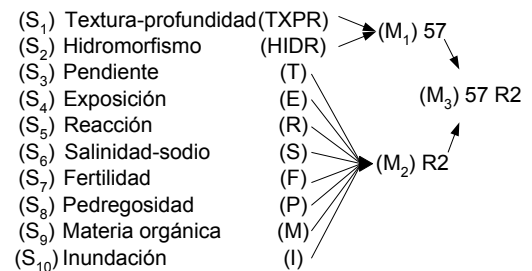 (S₁) Textura-profundidad (TXPR)
(M₁) 57
(S₂) Hidromorfismo (HIDR)
(S₃) Pendiente (T)
(M₃) 57 R2
(S₄) Exposición (E)
(S₅) Reacción (R)
(S₆) Salinidad-sodio (S)
(M₂) R2
(S₇) Fertilidad (F)
(S₈) Pedregosidad (P)
(S₉) Materia orgánica (M)
(S₁₀) Inundación (I)